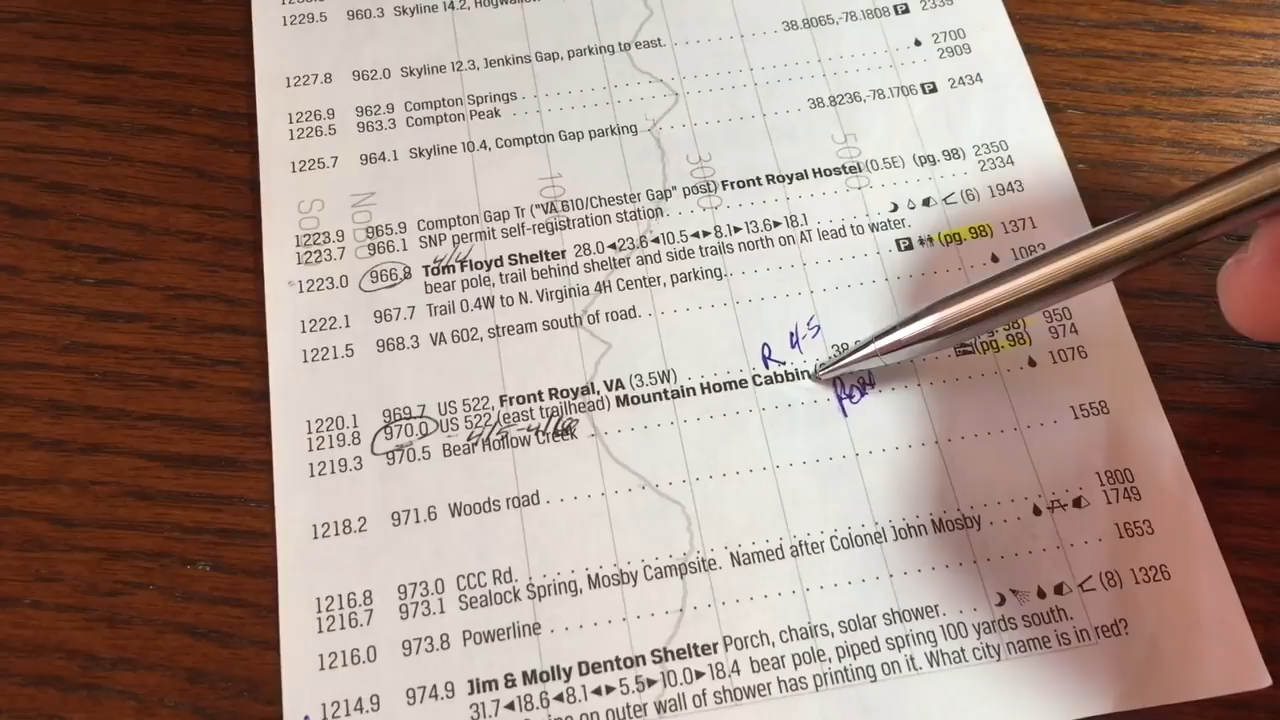 1229.5 960.3 Skyline 14.2, 2339
38.8065,-78.1808 P
1227.8 962.0 Skyline 12.3, Jenkins Gap, parking to east.
1226.9 962.9 Compton Springs 2700
1226.5 963.3 Compton Peak 2909
1225.7 964.1 Skyline 10.4, Compton Gap parking 38.8236,-78.1706 P 2434
1000 3000 5000
SoBo NoBo
1223.9 965.9 Compton Gap Tr ("VA 610/Chester Gap" post) Front Royal Hostel (0.5E) (pg. 98) 2350
1223.7 966.1 SNP permit self-registration station 2334
4/4
1223.0 966.8 Tom Floyd Shelter 28.0◄23.6◄10.5◄►8.1►13.6►18.1 (6) 1943
bear pole, trail behind shelter and side trails north on AT lead to water.
1222.1 967.7 Trail 0.4W to N. Virginia 4H Center, parking. P (pg. 98) 1371
1221.5 968.3 VA 602, stream south of road. 1083
R 4-5
1220.1 969.7 US 522, Front Royal, VA (3.5W) 950
1219.8 970.0 US 522 (east trailhead) Mountain Home Cabbin (pg. 98) 974
1219.3 970.5 Bear Hollow Creek 1076
1218.2 971.6 Woods road 1558
1216.8 973.0 CCC Rd. 1800
1216.7 973.1 Sealock Spring, Mosby Campsite. Named after Colonel John Mosby 1749
1216.0 973.8 Powerline 1653
1214.9 974.9 Jim & Molly Denton Shelter Porch, chairs, solar shower. (8) 1326
31.7◄18.6◄8.1◄►5.5►10.0►18.4 bear pole, piped spring 100 yards south.
on outer wall of shower has printing on it. What city name is in red?